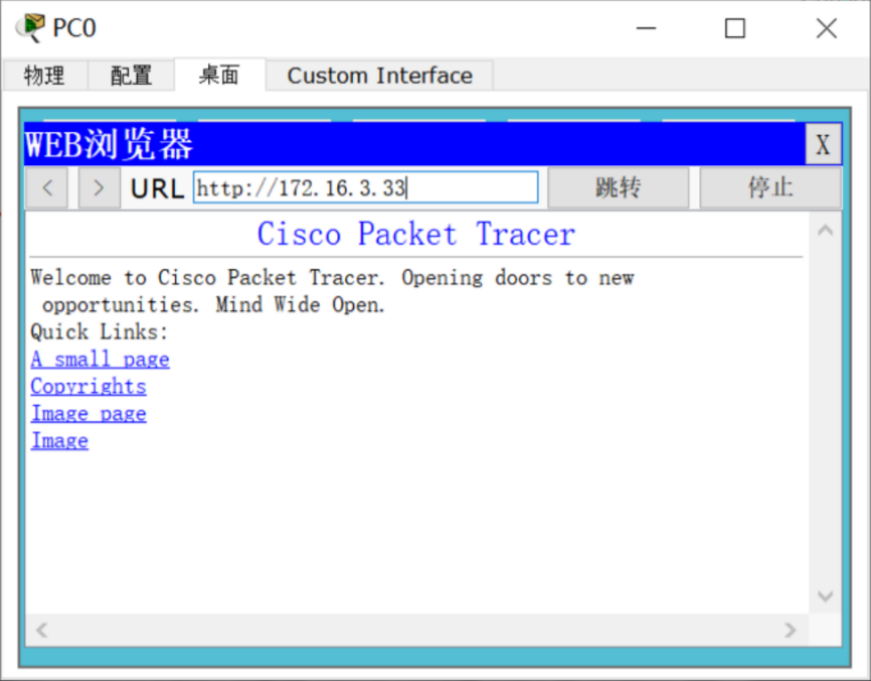 PC0
物理 配置 桌面 Custom Interface
WEB浏览器 X
< > URL http://172.16.3.33 跳转 停止
Cisco Packet Tracer
Welcome to Cisco Packet Tracer. Opening doors to new
opportunities. Mind Wide Open.
Quick Links:
A small page
Copyrights
Image page
Image